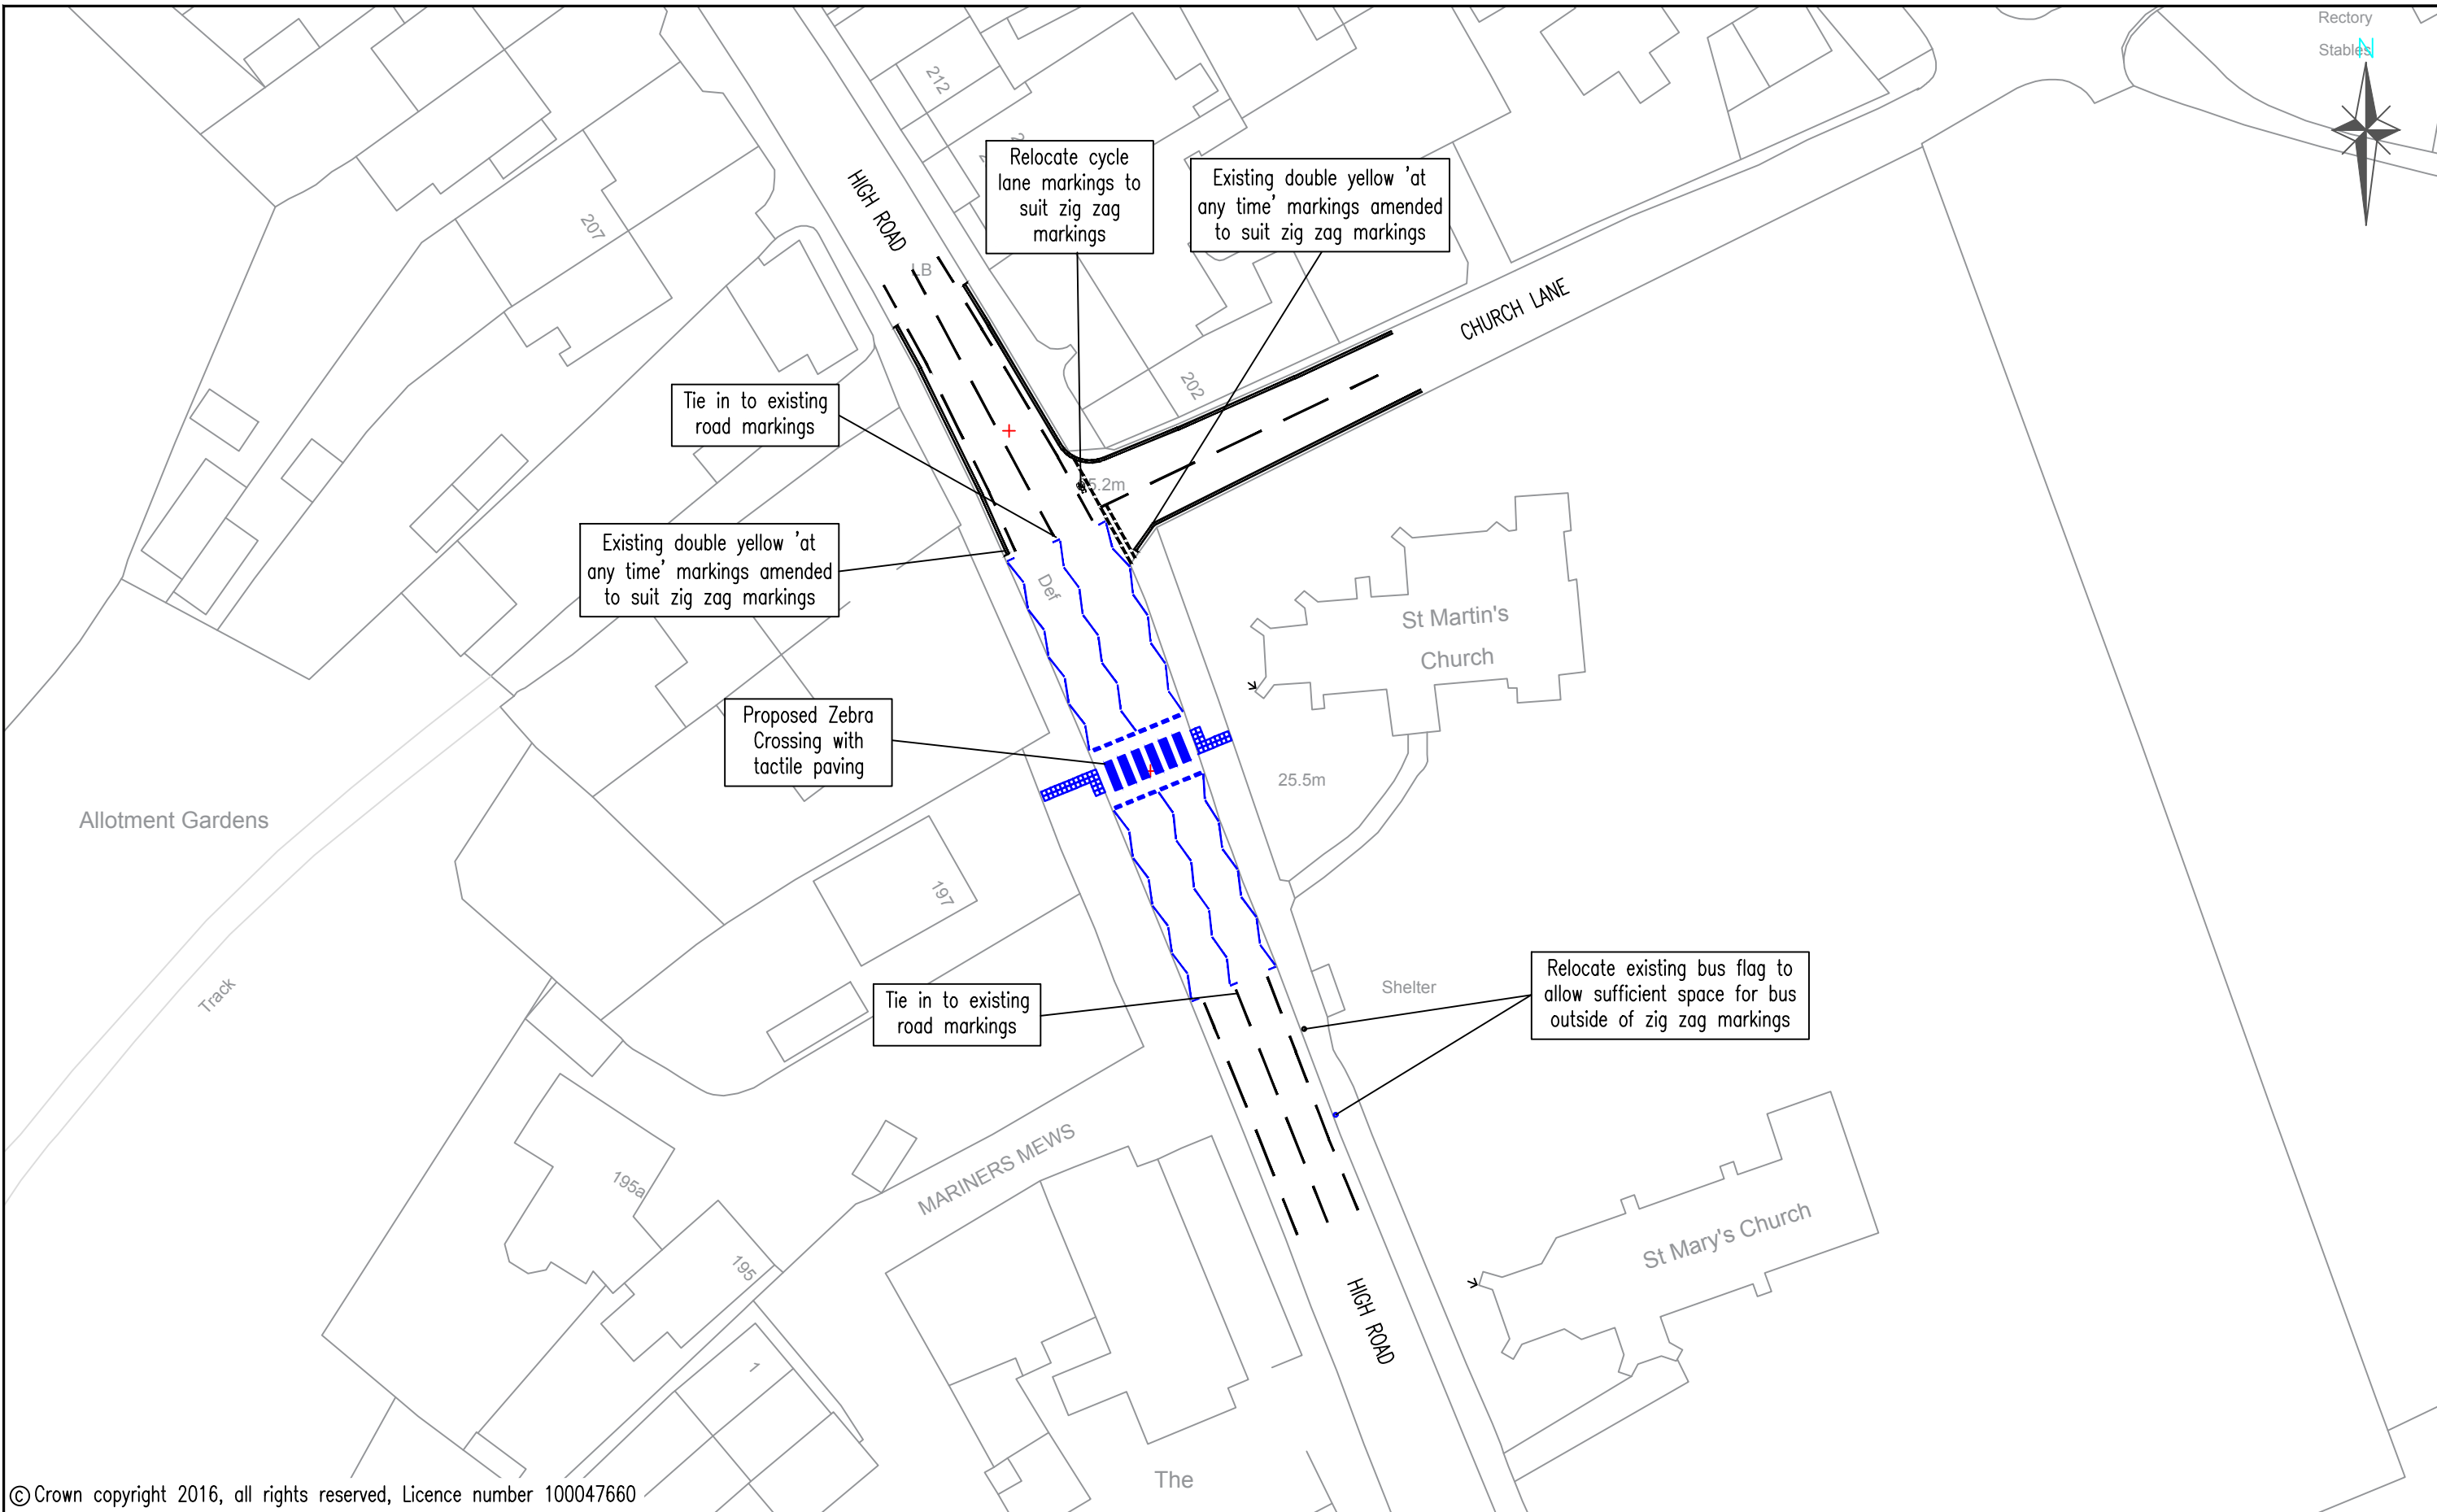 Rectory
Stables
N
212
HIGH ROAD
Relocate cycle
lane markings to
suit zig zag
markings
Existing double yellow 'at
any time' markings amended
to suit zig zag markings
207
LB
CHURCH LANE
202
Tie in to existing
road markings
5.2m
Existing double yellow 'at
any time' markings amended
to suit zig zag markings
Def
St Martin's
Church
Proposed Zebra
Crossing with
tactile paving
25.5m
Allotment Gardens
197
Track
Shelter
Relocate existing bus flag to
allow sufficient space for bus
outside of zig zag markings
Tie in to existing
road markings
MARINERS MEWS
195a
St Mary's Church
195
HIGH ROAD
1
The
© Crown copyright 2016, all rights reserved, Licence number 100047660